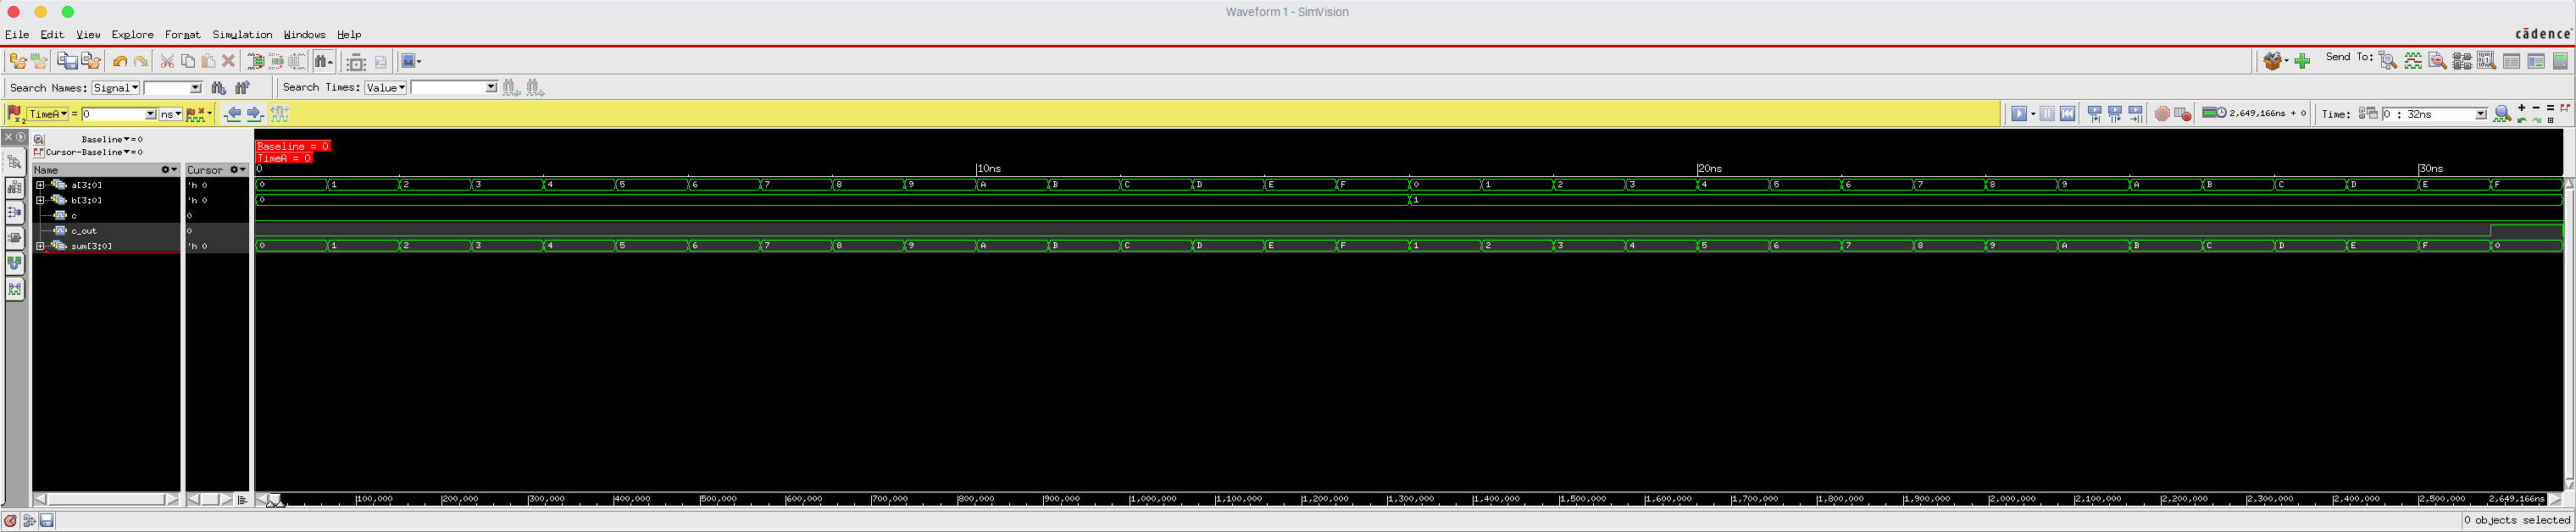 Waveform 1 - SimVision
File Edit View Explore Format Simulation Windows Help
cādence
Send To:
Search Names: Signal Search Times: Value
TimeA = 0 ns 2,649,166ns + 0 Time: 0 : 32ns
Baseline = 0
Cursor-Baseline = 0
Baseline = 0
TimeA = 0
Name Cursor 0 10ns 20ns 30ns
a[3:0] 'h 0 0 1 2 3 4 5 6 7 8 9 A B C D E F 0 1 2 3 4 5 6 7 8 9 A B C D E F
b[3:0] 'h 0 0 1
c 0
c_out 0
sum[3:0] 'h 0 0 1 2 3 4 5 6 7 8 9 A B C D E F 1 2 3 4 5 6 7 8 9 A B C D E F 0
100,000 200,000 300,000 400,000 500,000 600,000 700,000 800,000 900,000 1,000,000 1,100,000 1,200,000 1,300,000 1,400,000 1,500,000 1,600,000 1,700,000 1,800,000 1,900,000 2,000,000 2,100,000 2,200,000 2,300,000 2,400,000 2,500,000 2,649,166ns
0 objects selected